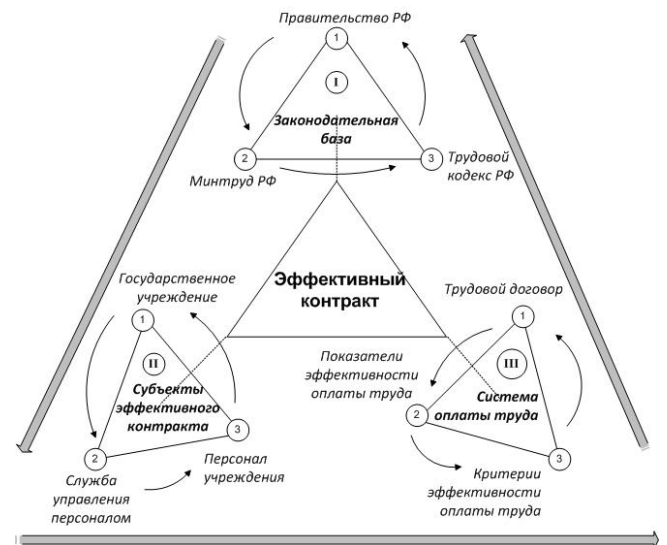 Правительство РФ
1
I
Законодательная
база
2
3
Минтруд РФ
Трудовой
кодекс РФ
Эффективный
контракт
Государственное
учреждение
1
II
Субъекты
эффективного
контракта
2
3
Служба
управления
персоналом
Персонал
учреждения
Трудовой договор
1
III
Показатели
эффективности
оплаты труда
Система
оплаты труда
2
3
Критерии
эффективности
оплаты труда